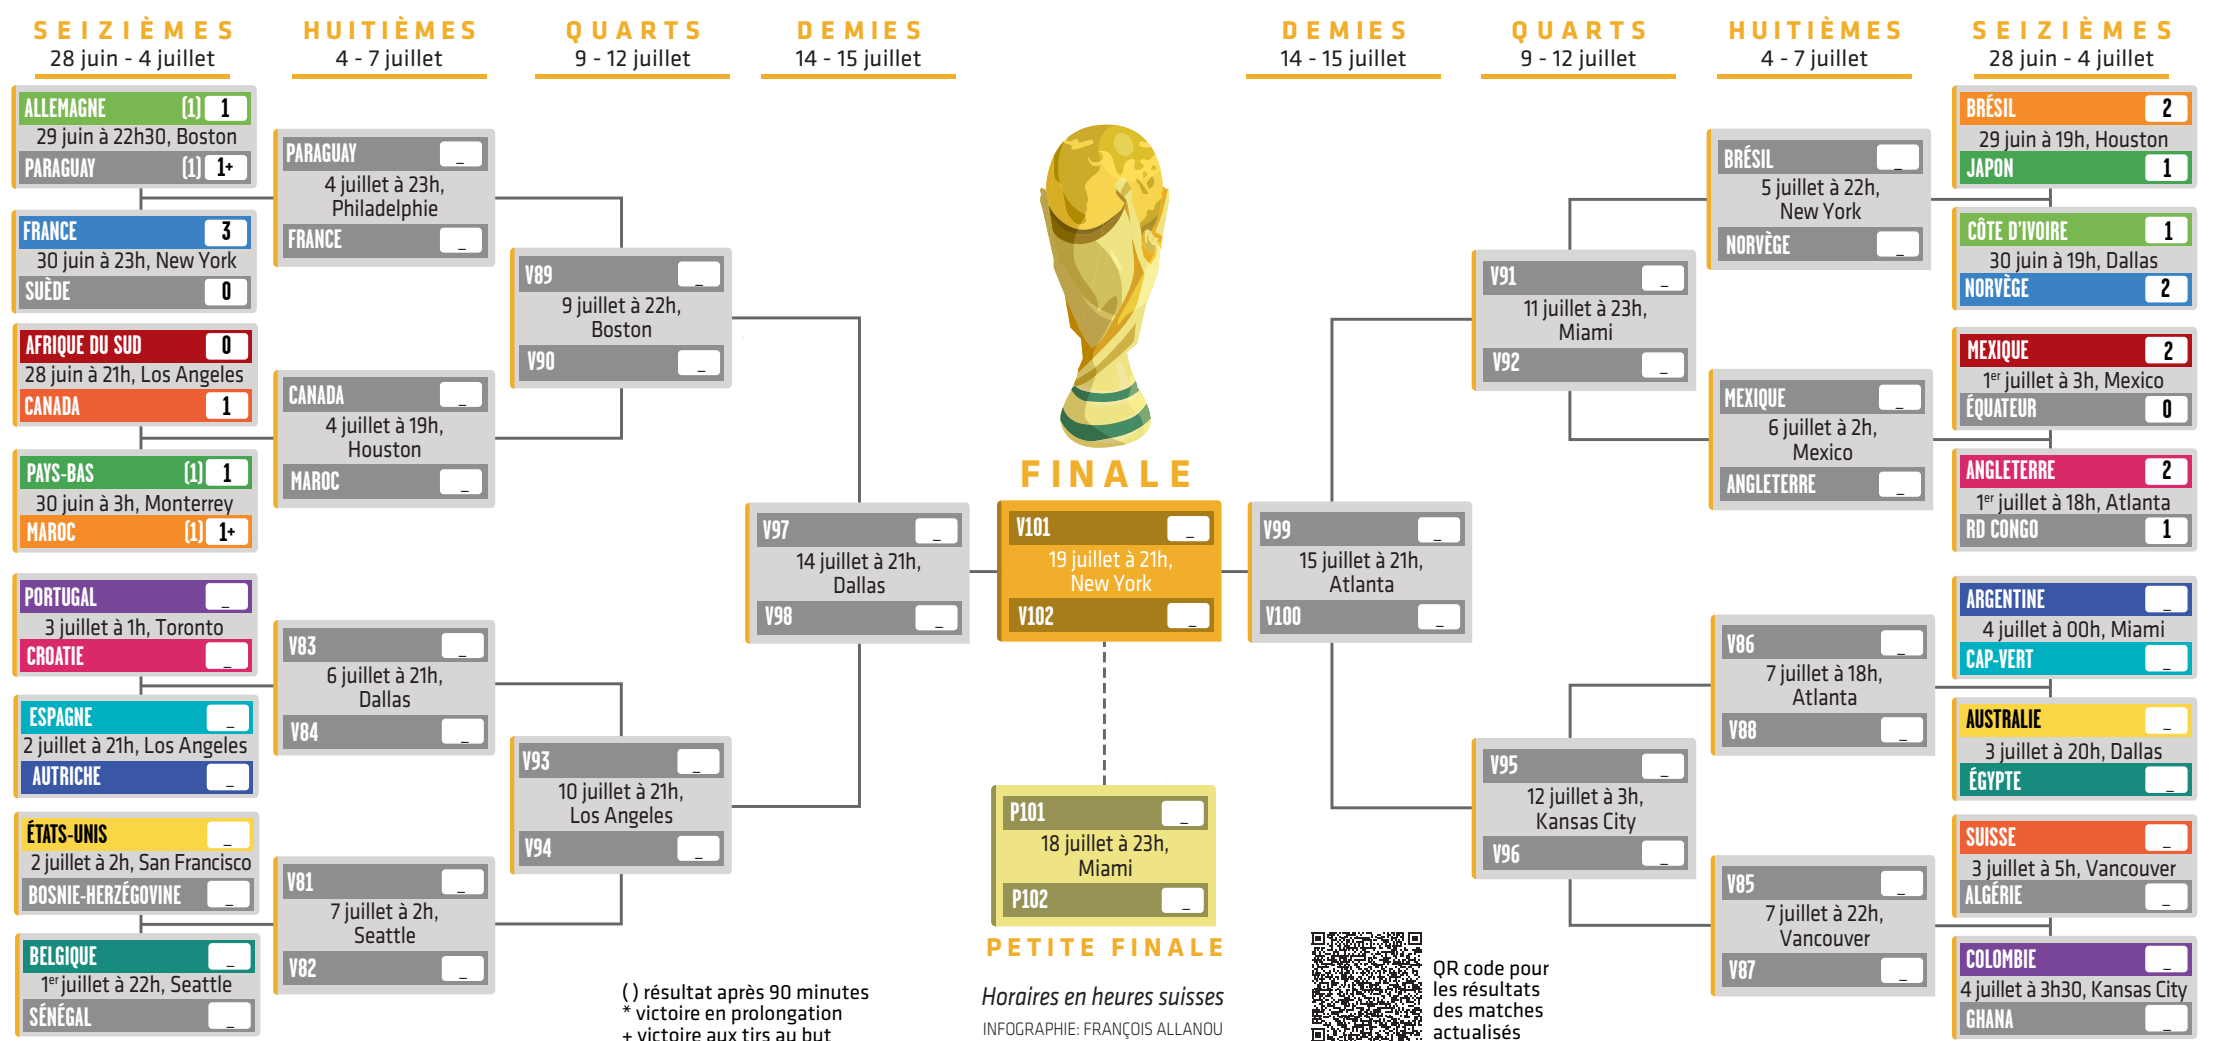 SEIZIÈMES
28 juin - 4 juillet
HUITIÈMES
4 - 7 juillet
QUARTS
9 - 12 juillet
DEMIES
14 - 15 juillet
DEMIES
14 - 15 juillet
QUARTS
9 - 12 juillet
HUITIÈMES
4 - 7 juillet
SEIZIÈMES
28 juin - 4 juillet
ALLEMAGNE (1) 1
29 juin à 22h30, Boston
PARAGUAY (1) 1+
FRANCE 3
30 juin à 23h, New York
SUÈDE 0
AFRIQUE DU SUD 0
28 juin à 21h, Los Angeles
CANADA 1
PAYS-BAS (1) 1
30 juin à 3h, Monterrey
MAROC (1) 1+
PORTUGAL _
3 juillet à 1h, Toronto
CROATIE _
ESPAGNE _
2 juillet à 21h, Los Angeles
AUTRICHE _
ÉTATS-UNIS _
2 juillet à 2h, San Francisco
BOSNIE-HERZÉGOVINE _
BELGIQUE _
1er juillet à 22h, Seattle
SÉNÉGAL _
PARAGUAY _
4 juillet à 23h,
Philadelphie
FRANCE _
CANADA _
4 juillet à 19h,
Houston
MAROC _
V83 _
6 juillet à 21h,
Dallas
V84 _
V81 _
7 juillet à 2h,
Seattle
V82 _
V89 _
9 juillet à 22h,
Boston
V90 _
V93 _
10 juillet à 21h,
Los Angeles
V94 _
V97 _
14 juillet à 21h,
Dallas
V98 _
FINALE
V101 _
19 juillet à 21h,
New York
V102 _
P101 _
18 juillet à 23h,
Miami
P102 _
PETITE FINALE
V99 _
15 juillet à 21h,
Atlanta
V100 _
V91 _
11 juillet à 23h,
Miami
V92 _
V95 _
12 juillet à 3h,
Kansas City
V96 _
BRÉSIL _
5 juillet à 22h,
New York
NORVÈGE _
MEXIQUE _
6 juillet à 2h,
Mexico
ANGLETERRE _
V86 _
7 juillet à 18h,
Atlanta
V88 _
V85 _
7 juillet à 22h,
Vancouver
V87 _
BRÉSIL 2
29 juin à 19h, Houston
JAPON 1
CÔTE D'IVOIRE 1
30 juin à 19h, Dallas
NORVÈGE 2
MEXIQUE 2
1er juillet à 3h, Mexico
ÉQUATEUR 0
ANGLETERRE 2
1er juillet à 18h, Atlanta
RD CONGO 1
ARGENTINE _
4 juillet à 00h, Miami
CAP-VERT _
AUSTRALIE _
3 juillet à 20h, Dallas
ÉGYPTE _
SUISSE _
3 juillet à 5h, Vancouver
ALGÉRIE _
COLOMBIE _
4 juillet à 3h30, Kansas City
GHANA _
( ) résultat après 90 minutes
* victoire en prolongation
+ victoire aux tirs au but
Horaires en heures suisses
INFOGRAPHIE: FRANÇOIS ALLANOU
QR code pour
les résultats
des matches
actualisés